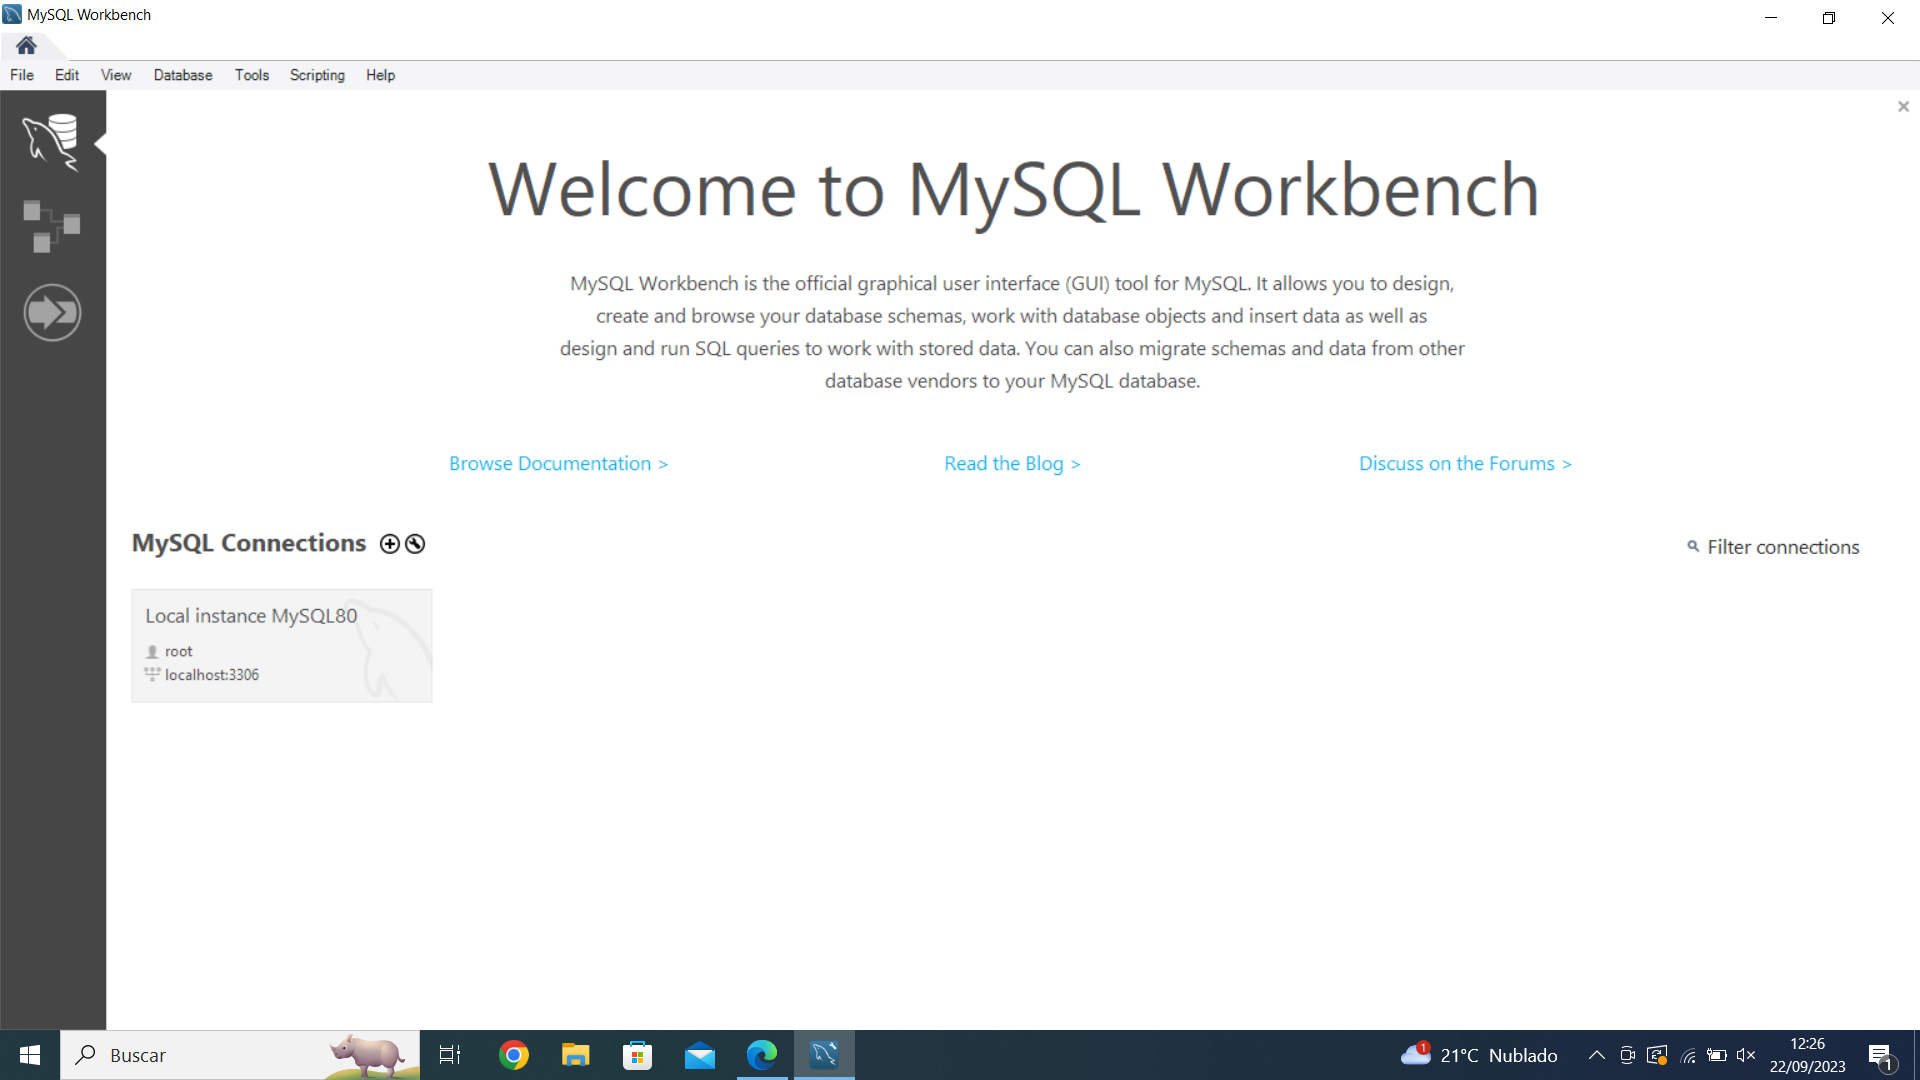 MySQL Workbench
File Edit View Database Tools Scripting Help
Welcome to MySQL Workbench
MySQL Workbench is the official graphical user interface (GUI) tool for MySQL. It allows you to design,
create and browse your database schemas, work with database objects and insert data as well as
design and run SQL queries to work with stored data. You can also migrate schemas and data from other
database vendors to your MySQL database.
Browse Documentation > Read the Blog > Discuss on the Forums >
MySQL Connections Filter connections
Local instance MySQL80
root
localhost:3306
Buscar 1 21°C Nublado 12:26
22/09/2023 1